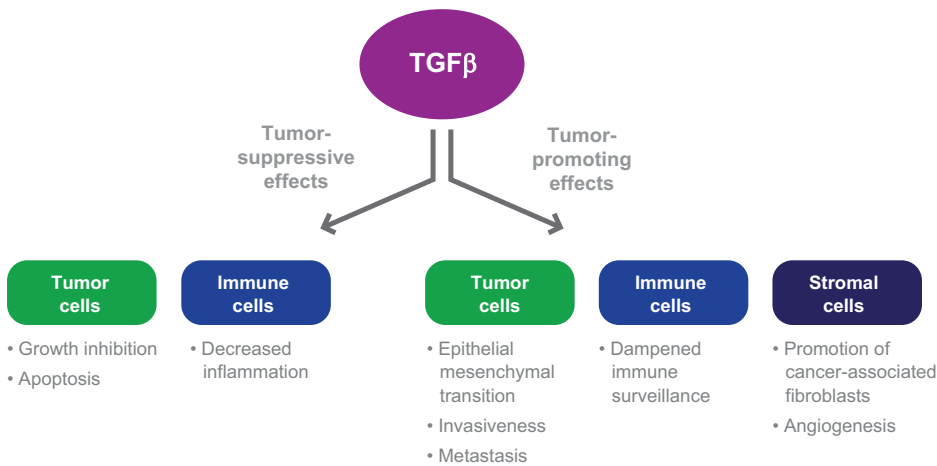 TGFβ
Tumor-
suppressive
effects
Tumor-
promoting
effects
Tumor
cells
• Growth inhibition
• Apoptosis
Immune
cells
• Decreased
inflammation
Tumor
cells
• Epithelial
mesenchymal
transition
• Invasiveness
• Metastasis
Immune
cells
• Dampened
immune
surveillance
Stromal
cells
• Promotion of
cancer-associated
fibroblasts
• Angiogenesis